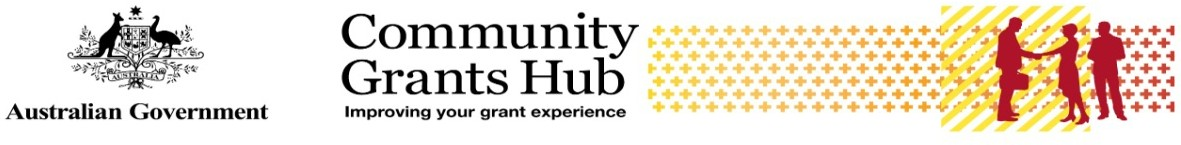 AUSTRALIA
Australian Government
Community
Grants Hub
Improving your grant experience